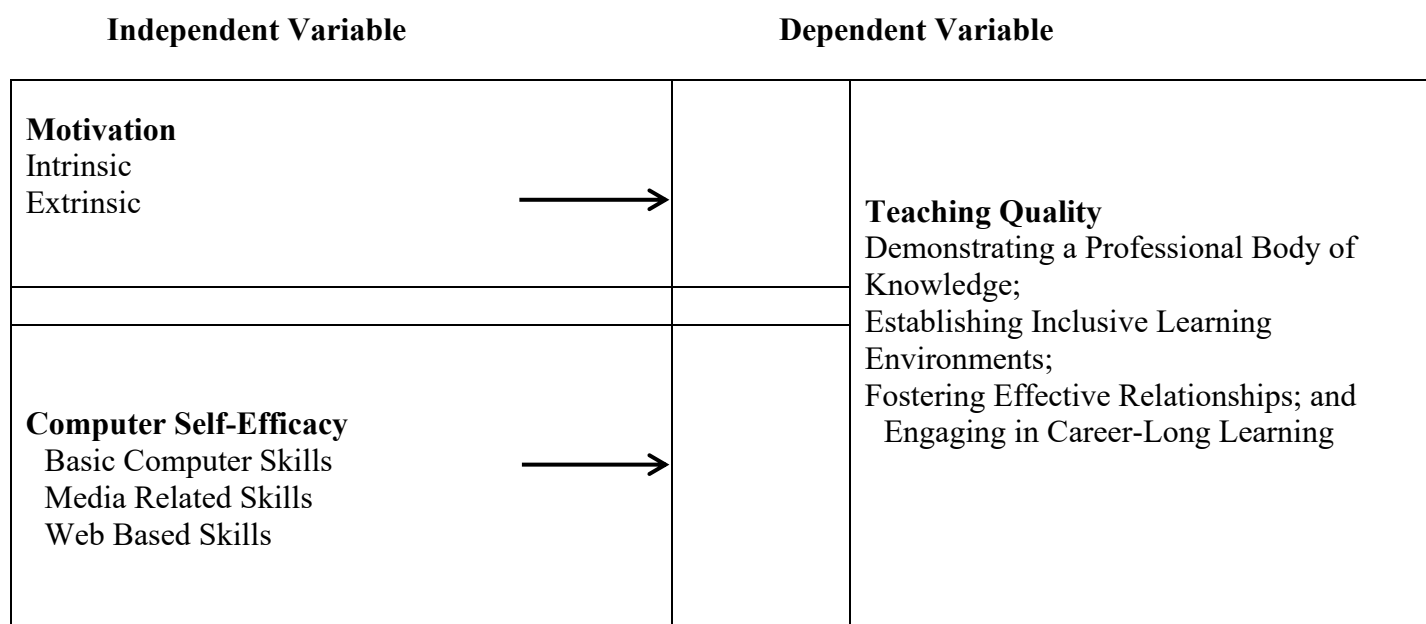 Independent Variable
Dependent Variable
Motivation
Intrinsic
Extrinsic
Computer Self-Efficacy
Basic Computer Skills
Media Related Skills
Web Based Skills
Teaching Quality
Demonstrating a Professional Body of
Knowledge;
Establishing Inclusive Learning
Environments;
Fostering Effective Relationships; and
Engaging in Career-Long Learning